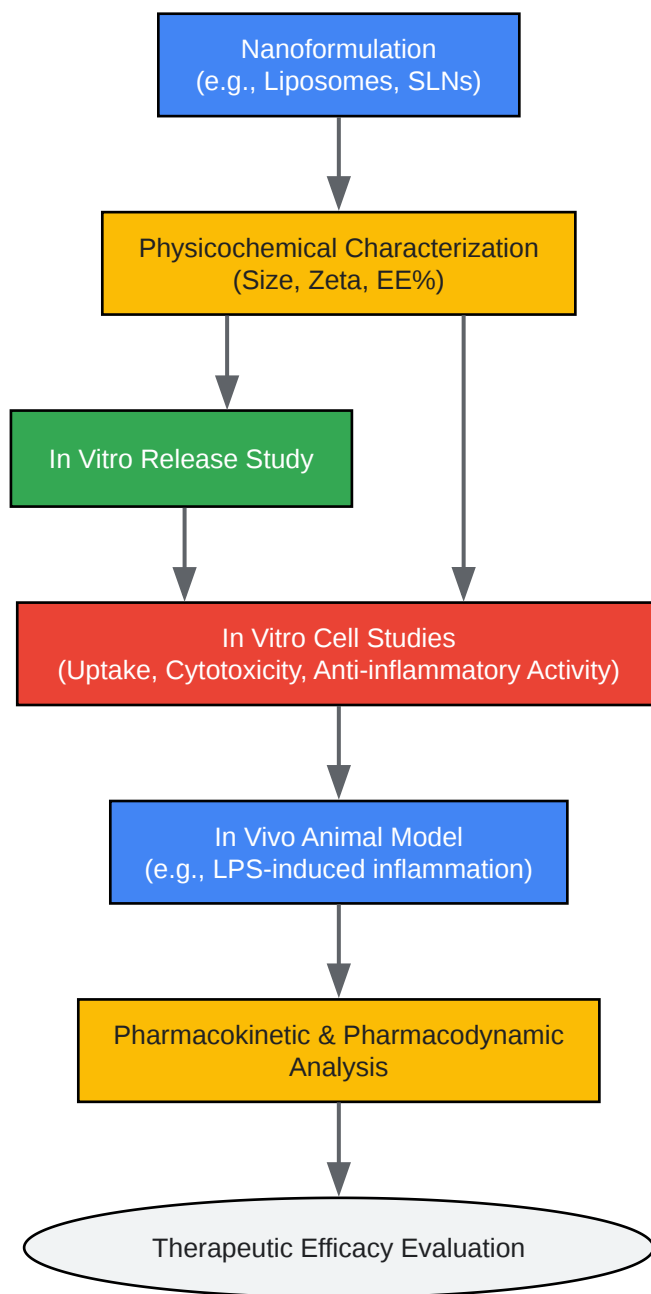 Nanoformulation
(e.g., Liposomes, SLNs)
Physicochemical Characterization
(Size, Zeta, EE%)
In Vitro Release Study
In Vitro Cell Studies
(Uptake, Cytotoxicity, Anti-inflammatory Activity)
In Vivo Animal Model
(e.g., LPS-induced inflammation)
Pharmacokinetic & Pharmacodynamic
Analysis
Therapeutic Efficacy Evaluation